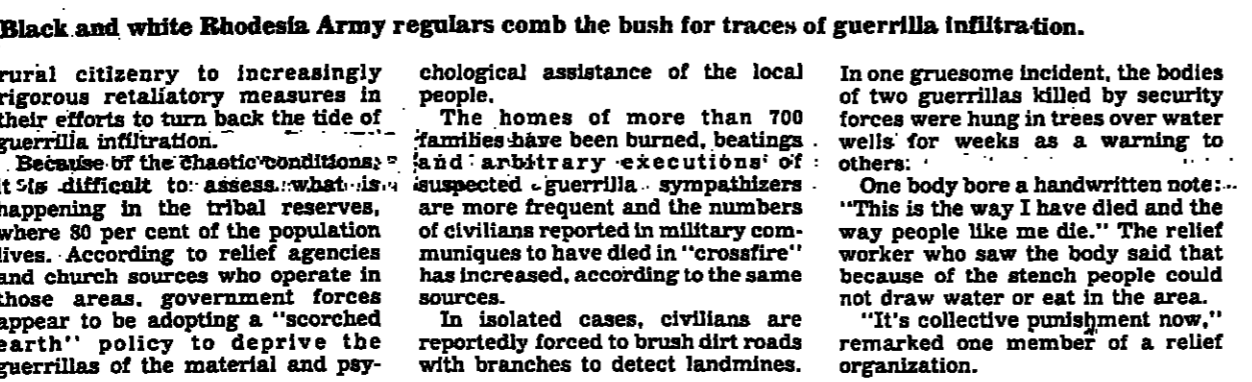 Black and white Rhodesia Army regulars comb the bush for traces of guerrilla infiltration.
rural citizenry to increasingly
rigorous retaliatory measures in
their efforts to turn back the tide of
guerrilla infiltration.
Because of the chaotic conditions,
it is difficult to assess what is
happening in the tribal reserves,
where 80 per cent of the population
lives. According to relief agencies
and church sources who operate in
those areas, government forces
appear to be adopting a "scorched
earth" policy to deprive the
guerrillas of the material and psy-
chological assistance of the local
people.
The homes of more than 700
families have been burned, beatings
and arbitrary executions of
suspected guerrilla sympathizers
are more frequent and the numbers
of civilians reported in military com-
muniques to have died in "crossfire"
has increased, according to the same
sources.
In isolated cases, civilians are
reportedly forced to brush dirt roads
with branches to detect landmines.
In one gruesome incident, the bodies
of two guerrillas killed by security
forces were hung in trees over water
wells for weeks as a warning to
others.
One body bore a handwritten note:
"This is the way I have died and the
way people like me die." The relief
worker who saw the body said that
because of the stench people could
not draw water or eat in the area.
"It's collective punishment now,"
remarked one member of a relief
organization.